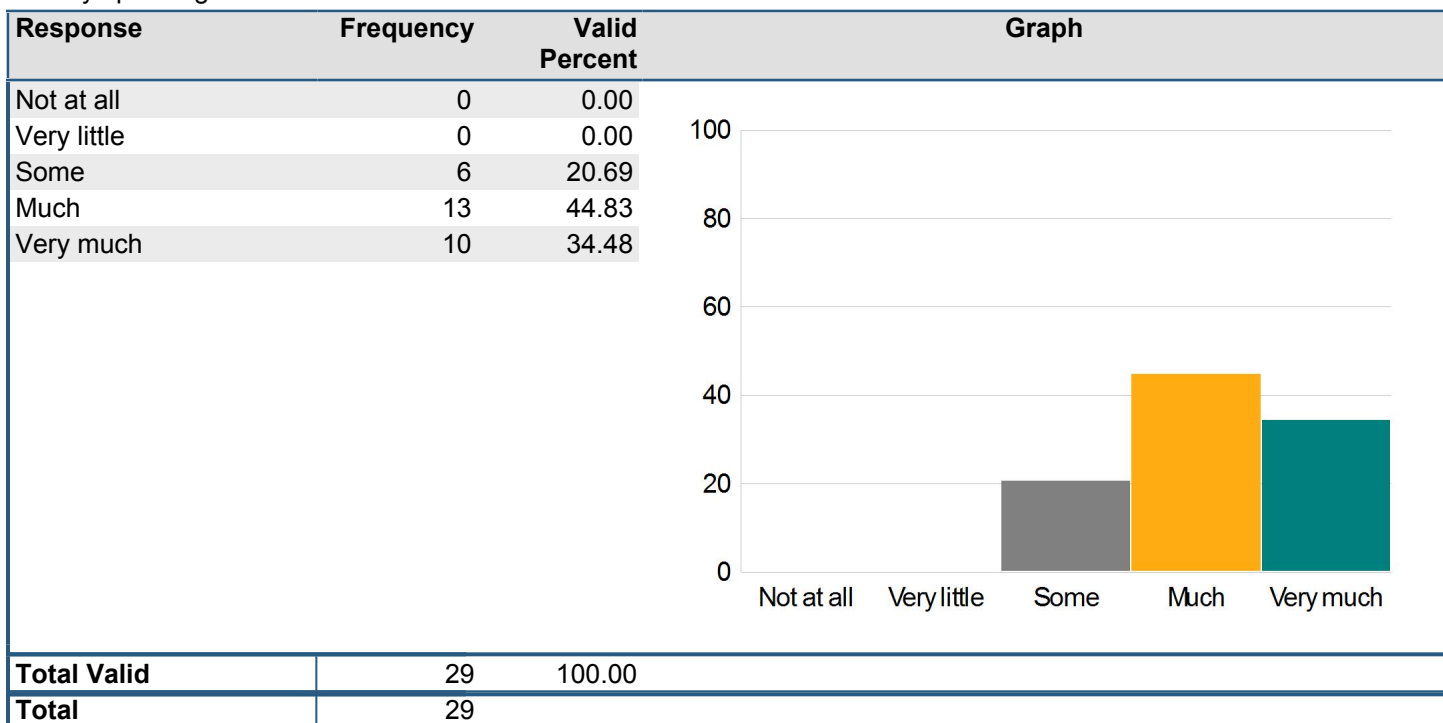 Response Frequency Valid Percent Graph
Not at all 0 0.00
Very little 0 0.00
Some 6 20.69
Much 13 44.83
Very much 10 34.48
100
80
60
40
20
0
Not at all Very little Some Much Very much
Total Valid 29 100.00
Total 29